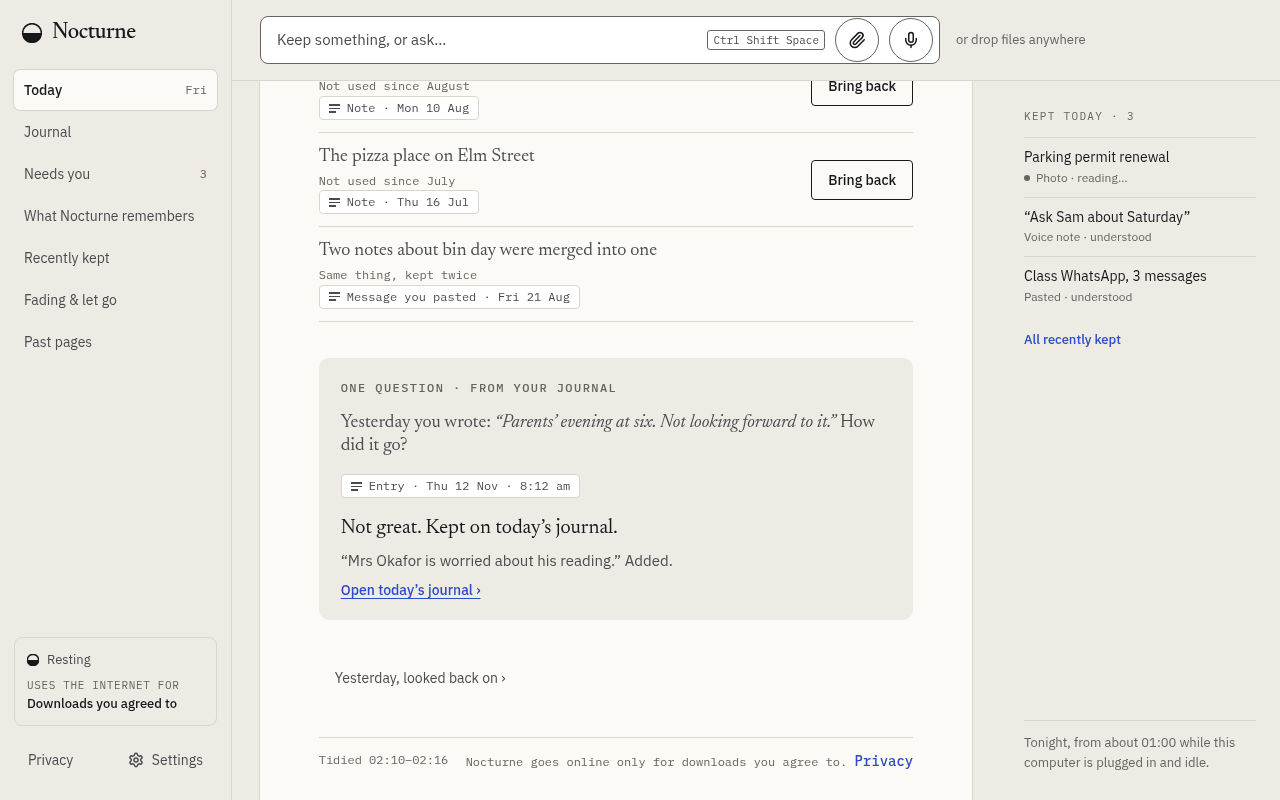 Nocturne
Today Fri
Journal
Needs you 3
What Nocturne remembers
Recently kept
Fading & let go
Past pages
Resting
USES THE INTERNET FOR
Downloads you agreed to
Privacy Settings
Keep something, or ask… Ctrl Shift Space
or drop files anywhere
Not used since August
Note · Mon 10 Aug
Bring back
The pizza place on Elm Street
Not used since July
Note · Thu 16 Jul
Bring back
Two notes about bin day were merged into one
Same thing, kept twice
Message you pasted · Fri 21 Aug
ONE QUESTION · FROM YOUR JOURNAL
Yesterday you wrote: “Parents’ evening at six. Not looking forward to it.” How
did it go?
Entry · Thu 12 Nov · 8:12 am
Not great. Kept on today’s journal.
“Mrs Okafor is worried about his reading.” Added.
Open today’s journal ›
Yesterday, looked back on ›
Tidied 02:10–02:16 Nocturne goes online only for downloads you agree to. Privacy
KEPT TODAY · 3
Parking permit renewal
Photo · reading…
“Ask Sam about Saturday”
Voice note · understood
Class WhatsApp, 3 messages
Pasted · understood
All recently kept
Tonight, from about 01:00 while this
computer is plugged in and idle.